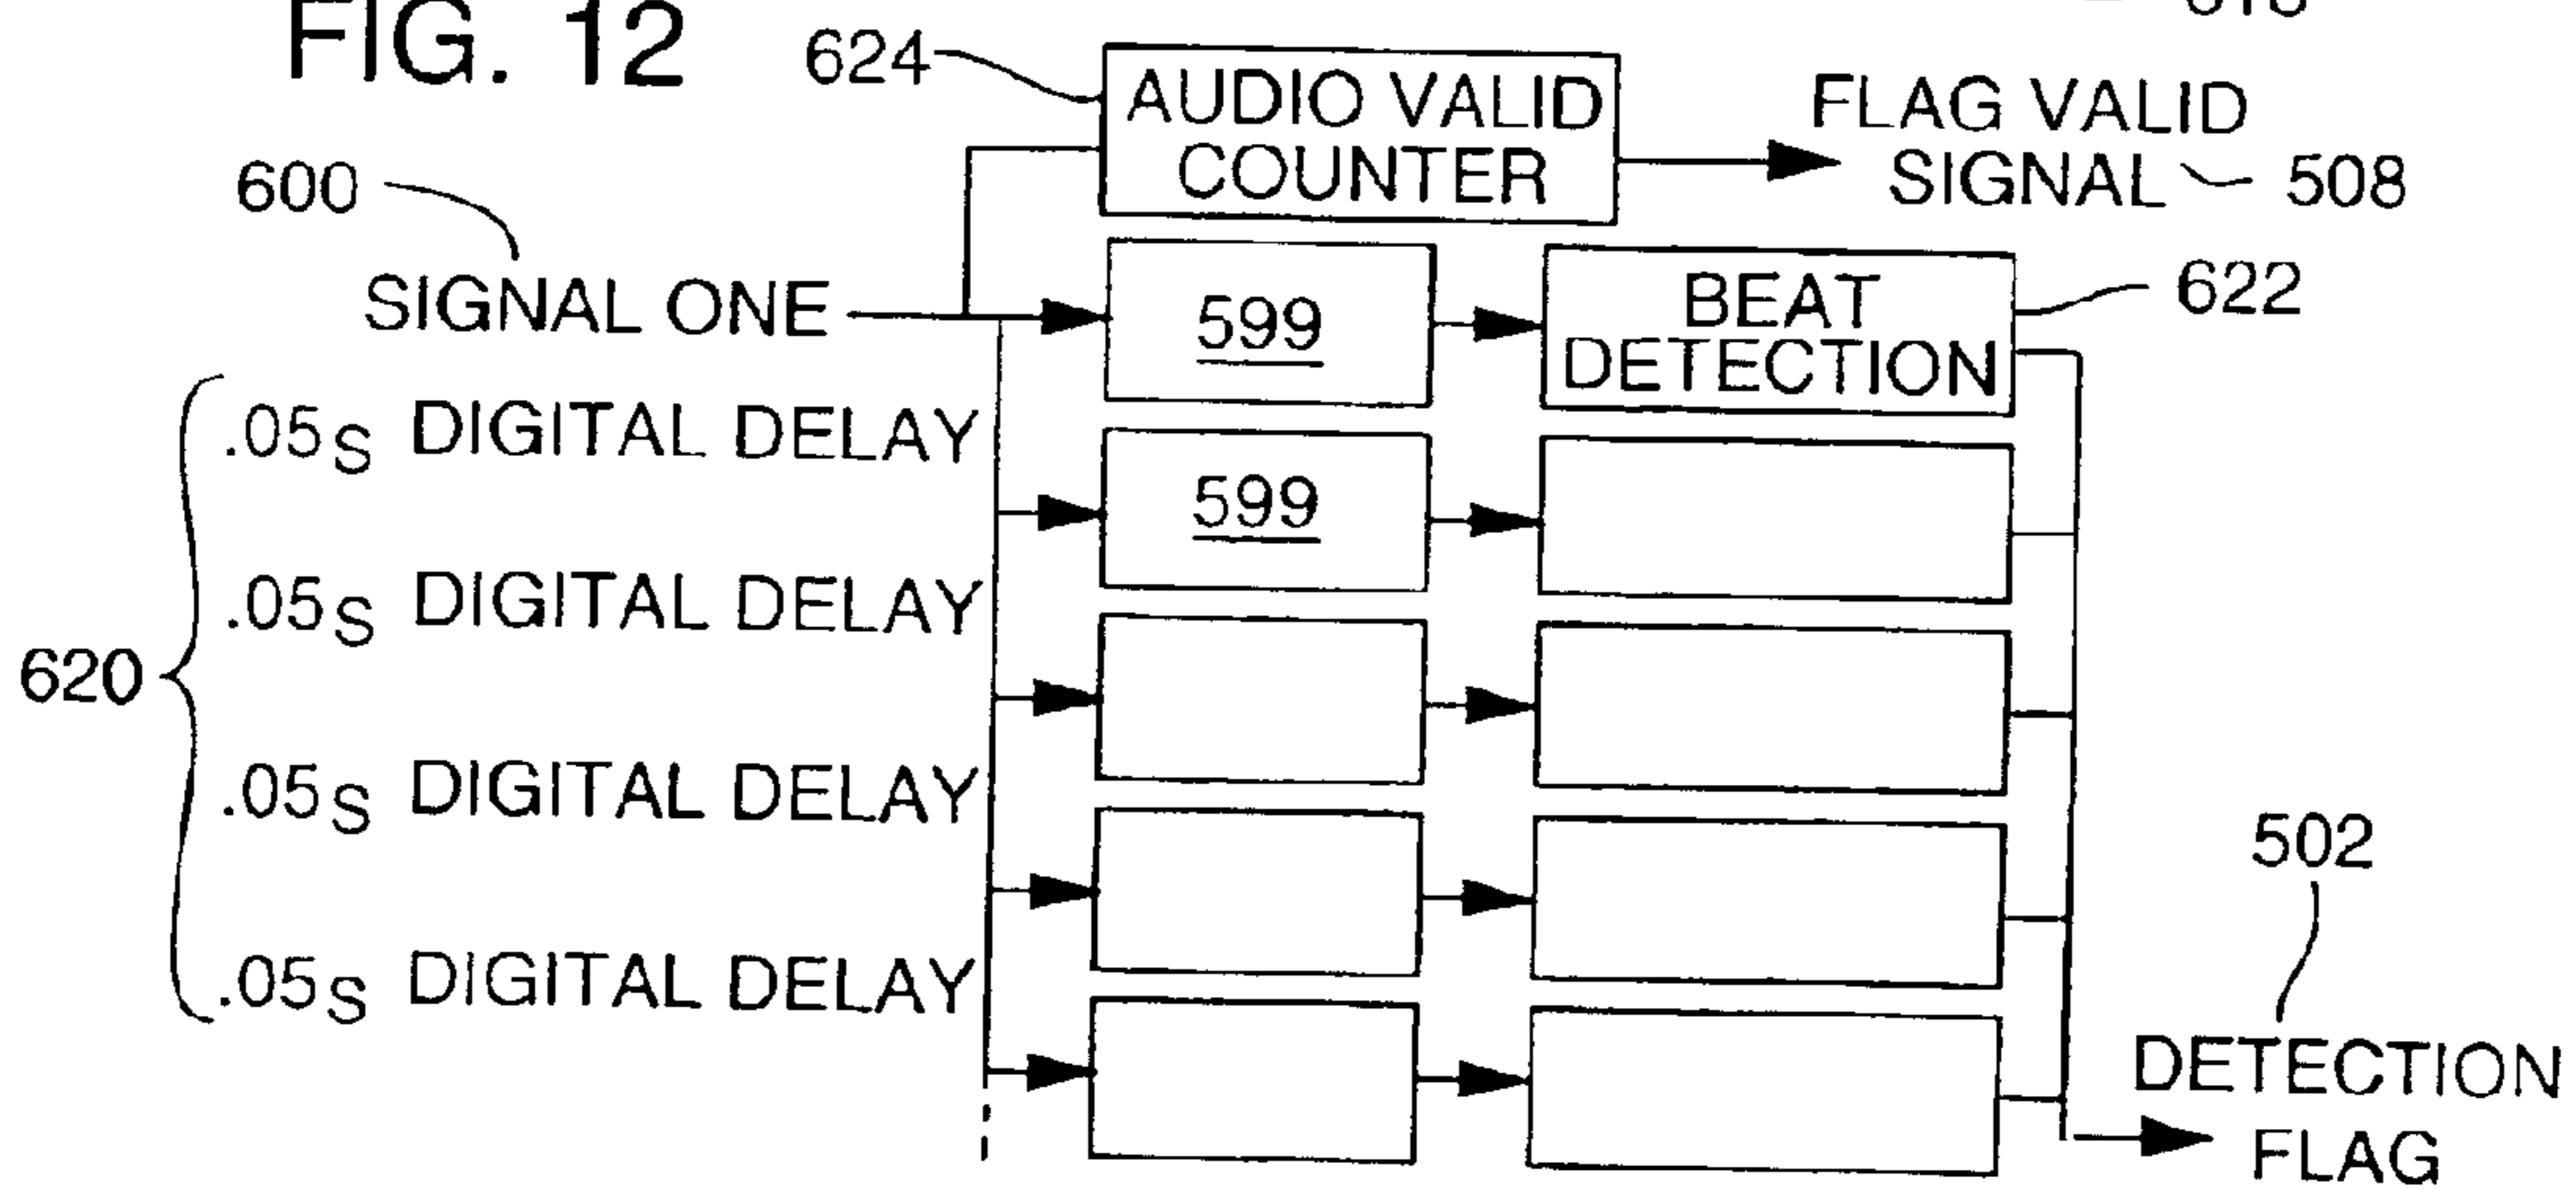 FIG. 12
624
AUDIO VALID
COUNTER
FLAG VALID
SIGNAL
508
600
SIGNAL ONE
599
BEAT
DETECTION
622
.05s DIGITAL DELAY
599
.05s DIGITAL DELAY
620
.05s DIGITAL DELAY
.05s DIGITAL DELAY
502
DETECTION
FLAG